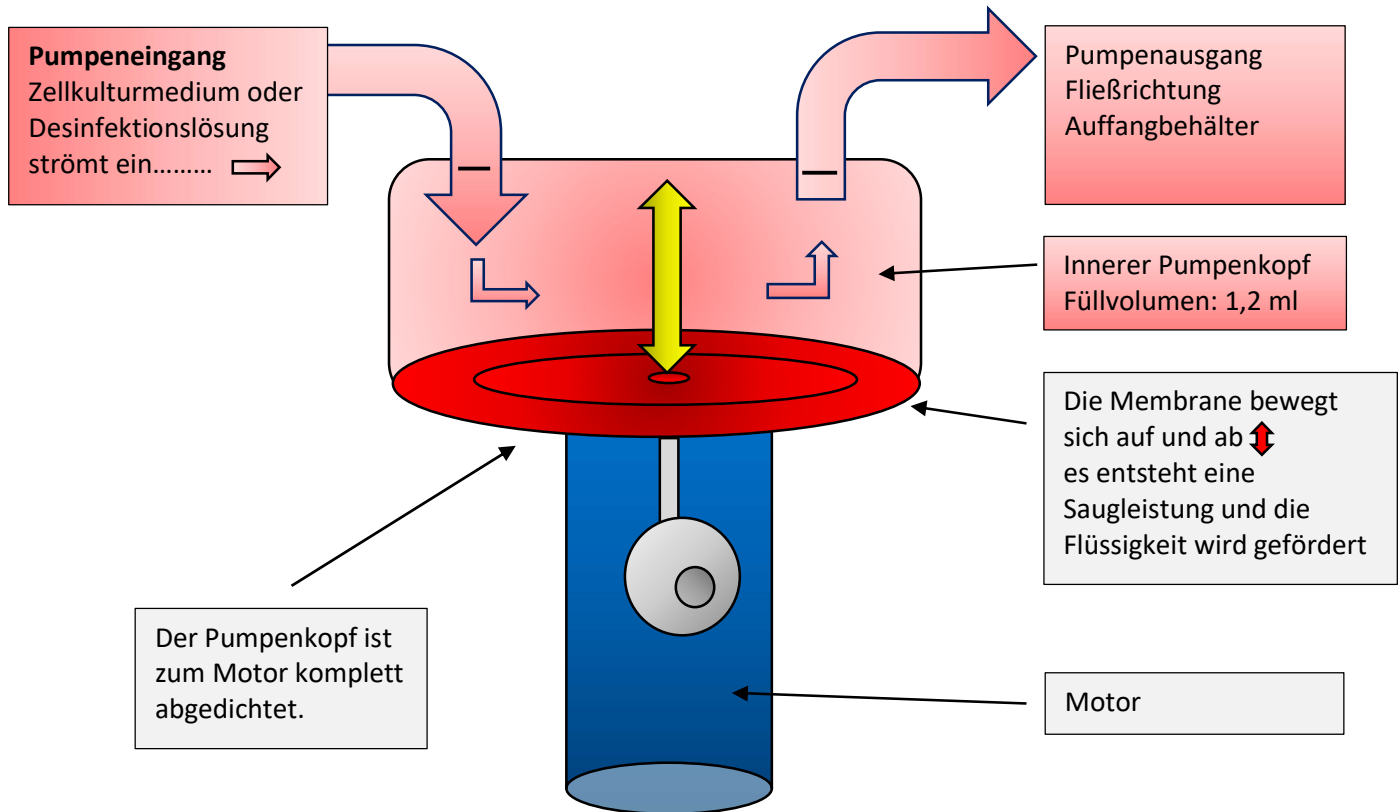 Pumpeneingang
Zellkulturmedium oder
Desinfektionslösung
strömt ein………
Pumpenausgang
Fließrichtung
Auffangbehälter
Innerer Pumpenkopf
Füllvolumen: 1,2 ml
Die Membrane bewegt
sich auf und ab
es entsteht eine
Saugleistung und die
Flüssigkeit wird gefördert
Der Pumpenkopf ist
zum Motor komplett
abgedichtet.
Motor